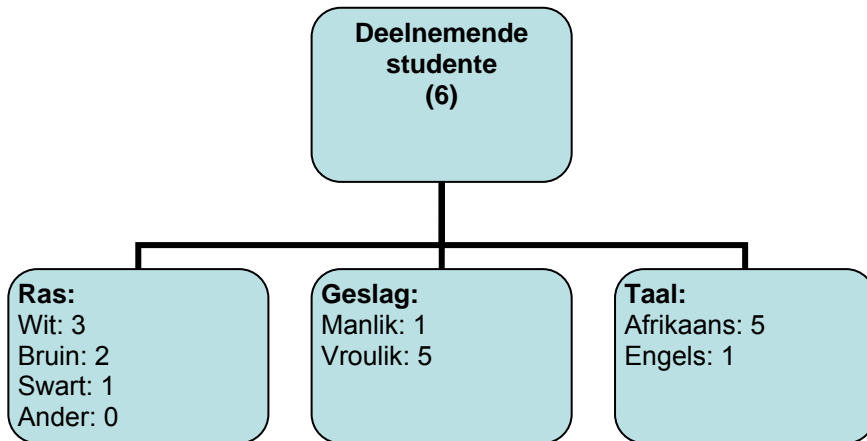 Deelnemende
studente
(6)
Ras:
Wit: 3
Bruin: 2
Swart: 1
Ander: 0
Geslag:
Manlik: 1
Vroulik: 5
Taal:
Afrikaans: 5
Engels: 1